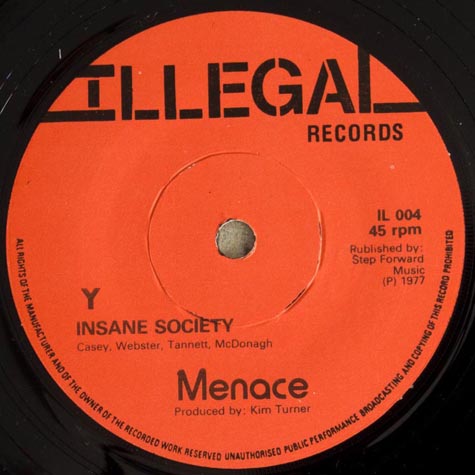 ILLEGAL
RECORDS
IL 004
45 rpm
Rublished by:
Step Forward
Music
(P) 1977
Y
INSANE SOCIETY
Casey, Webster, Tannett, McDonagh
Menace
Produced by: Kim Turner
ALL RIGHTS OF THE MANUFACTURER AND OF THE OWNER OF THE RECORDED WORK RESERVED UNAUTHORISED PUBLIC PERFORMANCE BROADCASTING AND COPYING OF THIS RECORD PROHIBITED